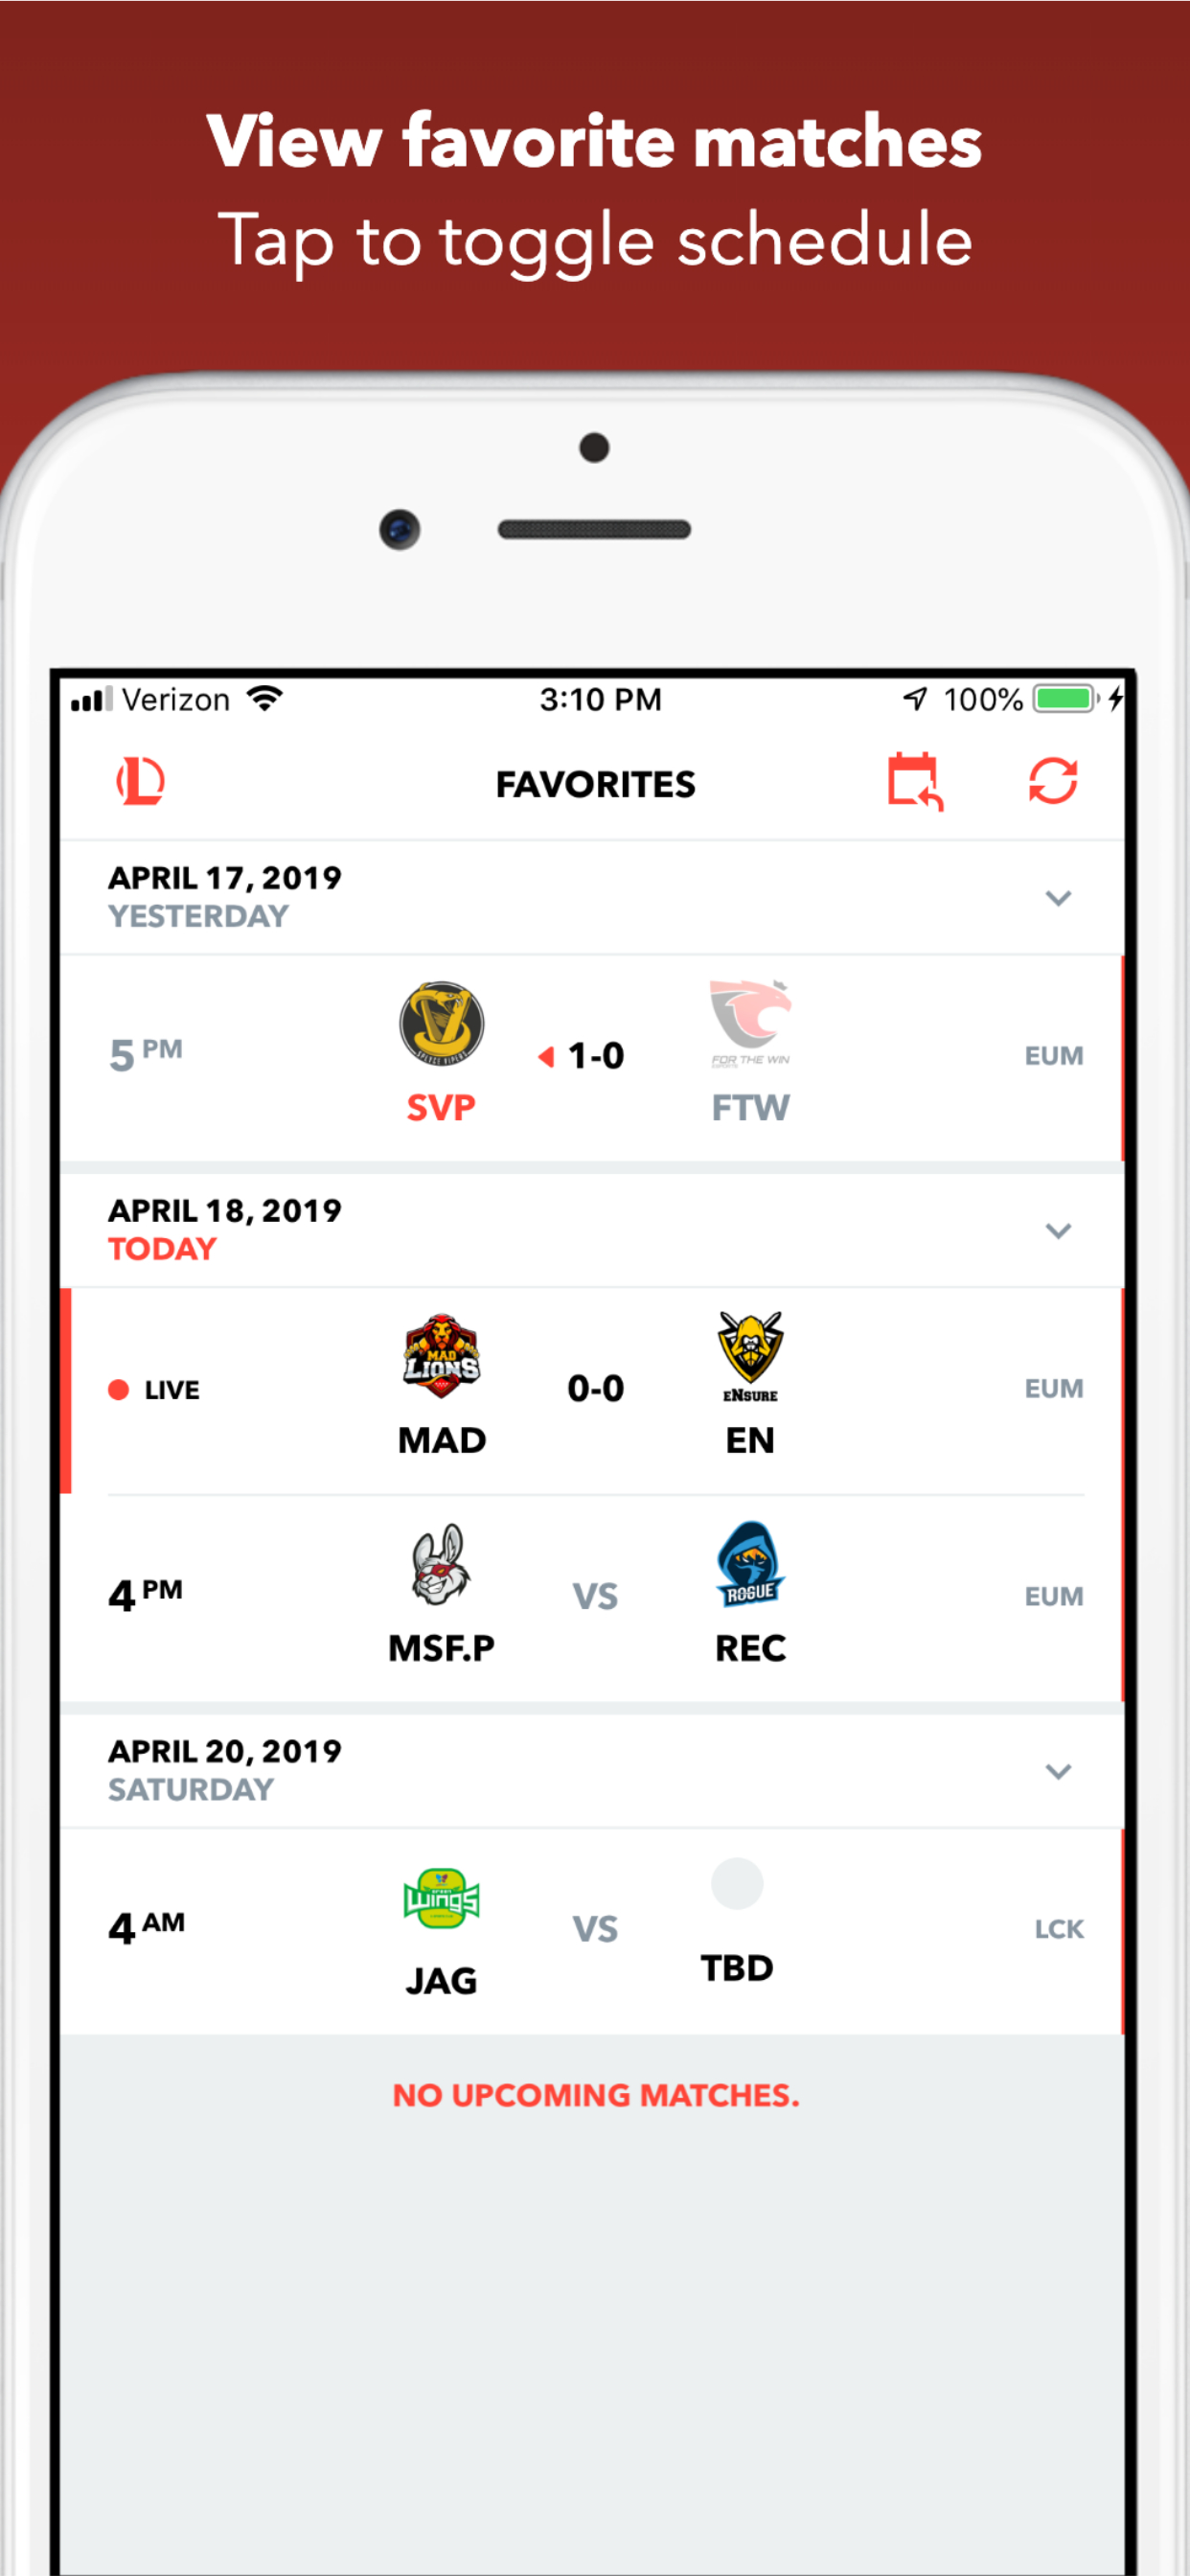 View favorite matches
Tap to toggle schedule
Verizon 3:10 PM 100%
FAVORITES
APRIL 17, 2019
YESTERDAY
5 PM
SPLYCE VIPERS
SVP
1-0
FOR THE WIN
ESPORTS
FTW
EUM
APRIL 18, 2019
TODAY
LIVE
MAD
LIONS
MAD
0-0
eNSURE
EN
EUM
4 PM
MSF.P
VS
ROGUE
REC
EUM
APRIL 20, 2019
SATURDAY
4 AM
WINGS
JAG
VS
TBD
LCK
NO UPCOMING MATCHES.